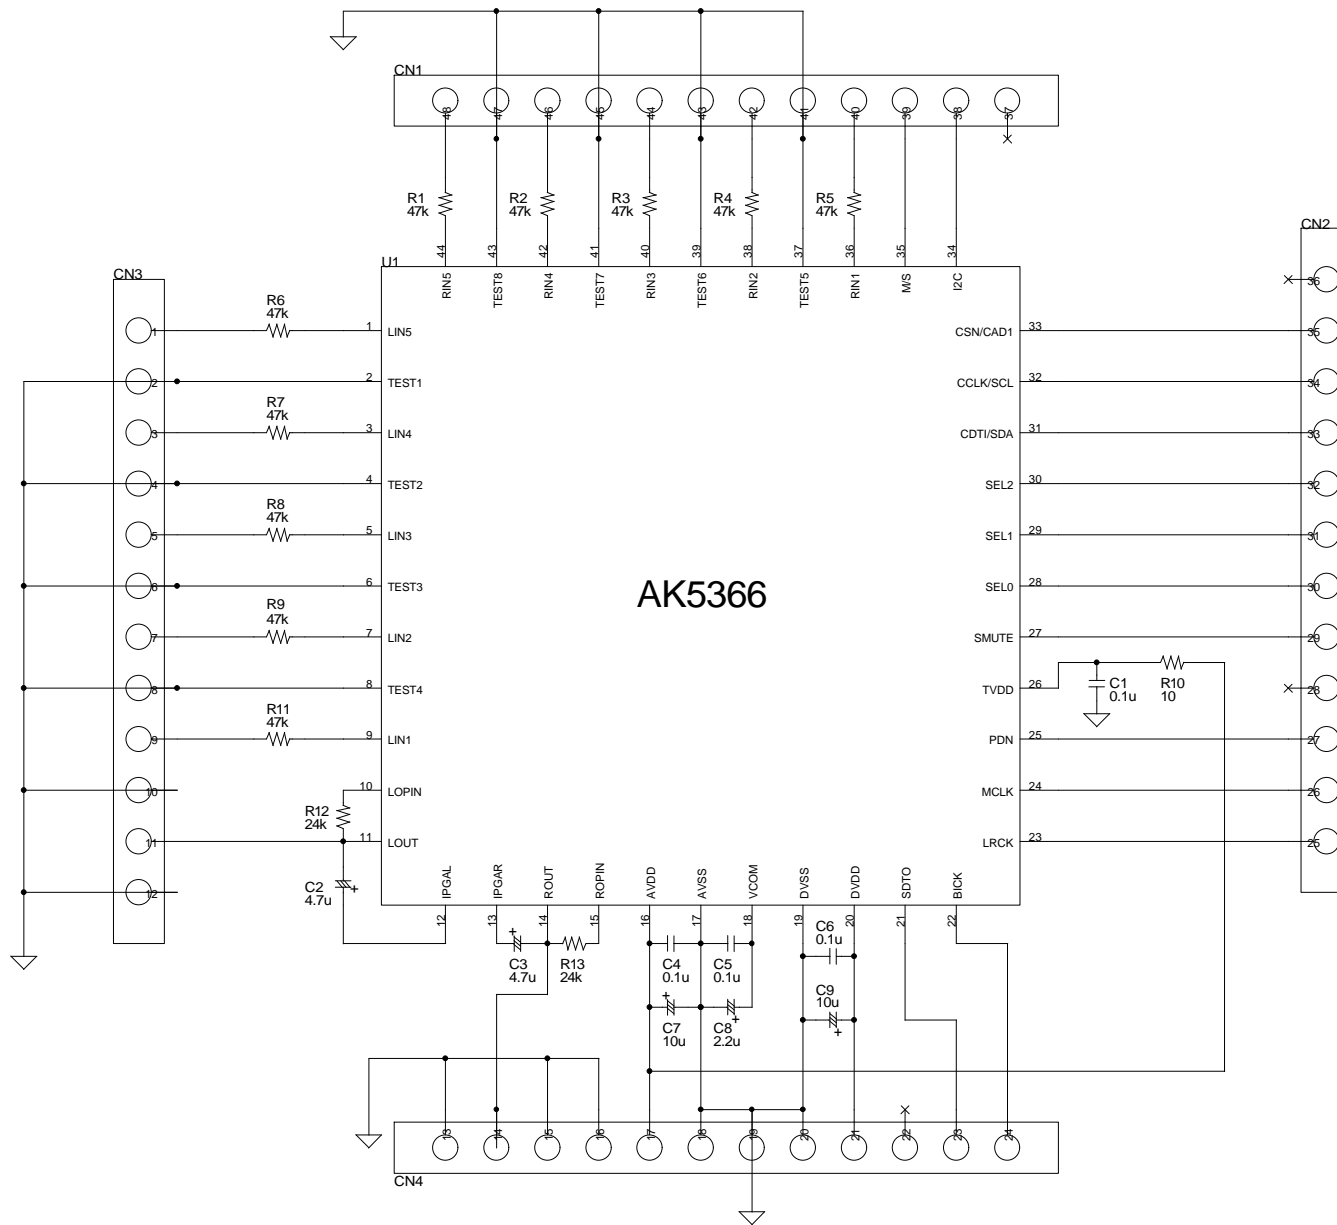 CN1
48 47 46 45 44 43 42 41 40 39 38 37
R1 47k
R2 47k
R3 47k
R4 47k
R5 47k
44 43 42 41 40 39 38 37 36 35 34
U1
RIN5 TEST8 RIN4 TEST7 RIN3 TEST6 RIN2 TEST5 RIN1 M/S I2C
CN3
CN2
36
1
R6 47k
1 LIN5
CSN/CAD1 33
35
2
2 TEST1
CCLK/SCL 32
34
3
R7 47k
3 LIN4
CDTI/SDA 31
33
4
4 TEST2
SEL2 30
32
5
R8 47k
5 LIN3
SEL1 29
31
6
6 TEST3
AK5366
SEL0 28
30
7
R9 47k
7 LIN2
SMUTE 27
29
8
8 TEST4
TVDD 26
C1 0.1u
R10 10
28
9
R11 47k
9 LIN1
PDN 25
27
10
R12 24k
10 LOPIN
MCLK 24
26
11
11 LOUT
LRCK 23
25
12
C2 4.7u
+
IPGAL IPGAR ROUT ROPIN AVDD AVSS VCOM DVSS DVDD SDTO BICK
12 13 14 15 16 17 18 19 20 21 22
+
C3 4.7u
R13 24k
C4 0.1u
C5 0.1u
C6 0.1u
+
C7 10u
C8 2.2u
+
C9 10u
+
13 14 15 16 17 18 19 20 21 22 23 24
CN4